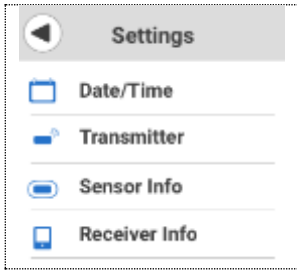 Settings
Date/Time
Transmitter
Sensor Info
Receiver Info